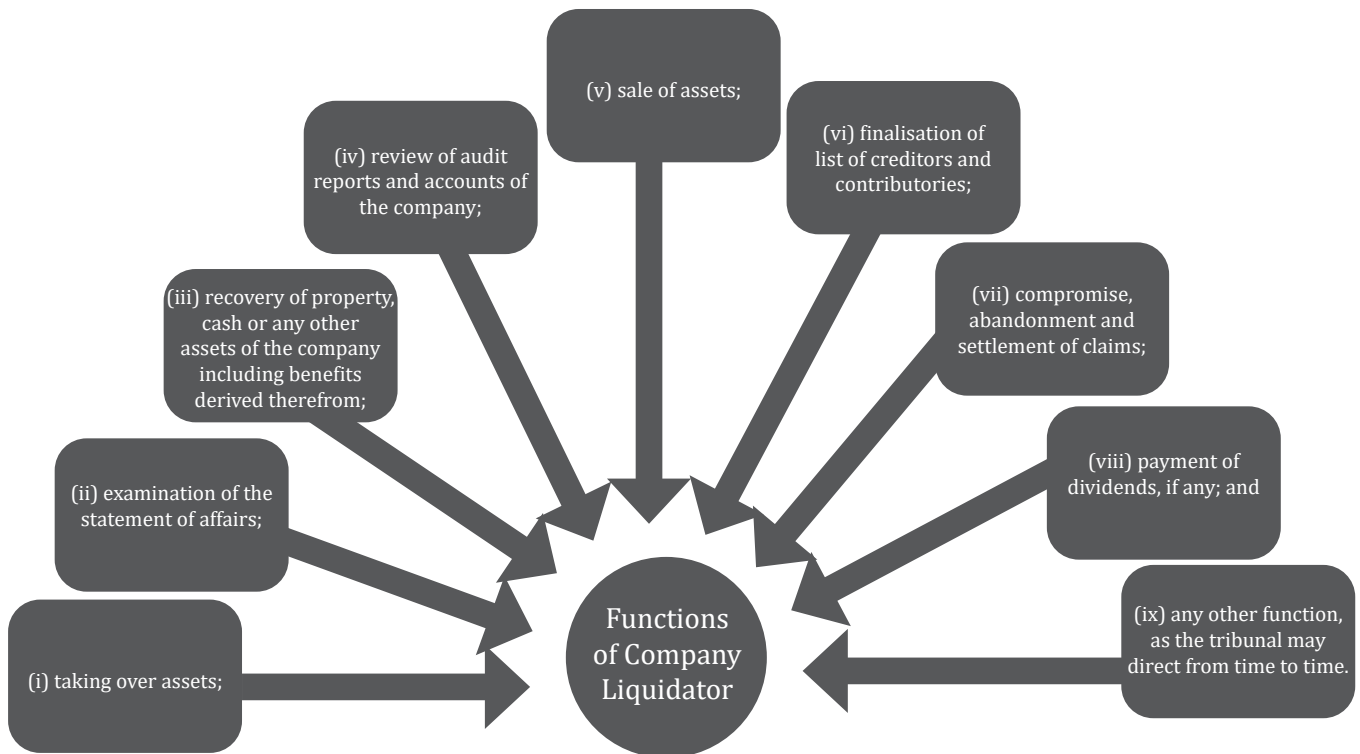 (i) taking over assets;
(ii) examination of the
statement of affairs;
(iii) recovery of property,
cash or any other
assets of the company
including benefits
derived therefrom;
(iv) review of audit
reports and accounts of
the company;
(v) sale of assets;
(vi) finalisation of
list of creditors and
contributories;
(vii) compromise,
abandonment and
settlement of claims;
(viii) payment of
dividends, if any; and
(ix) any other function,
as the tribunal may
direct from time to time.
Functions
of Company
Liquidator